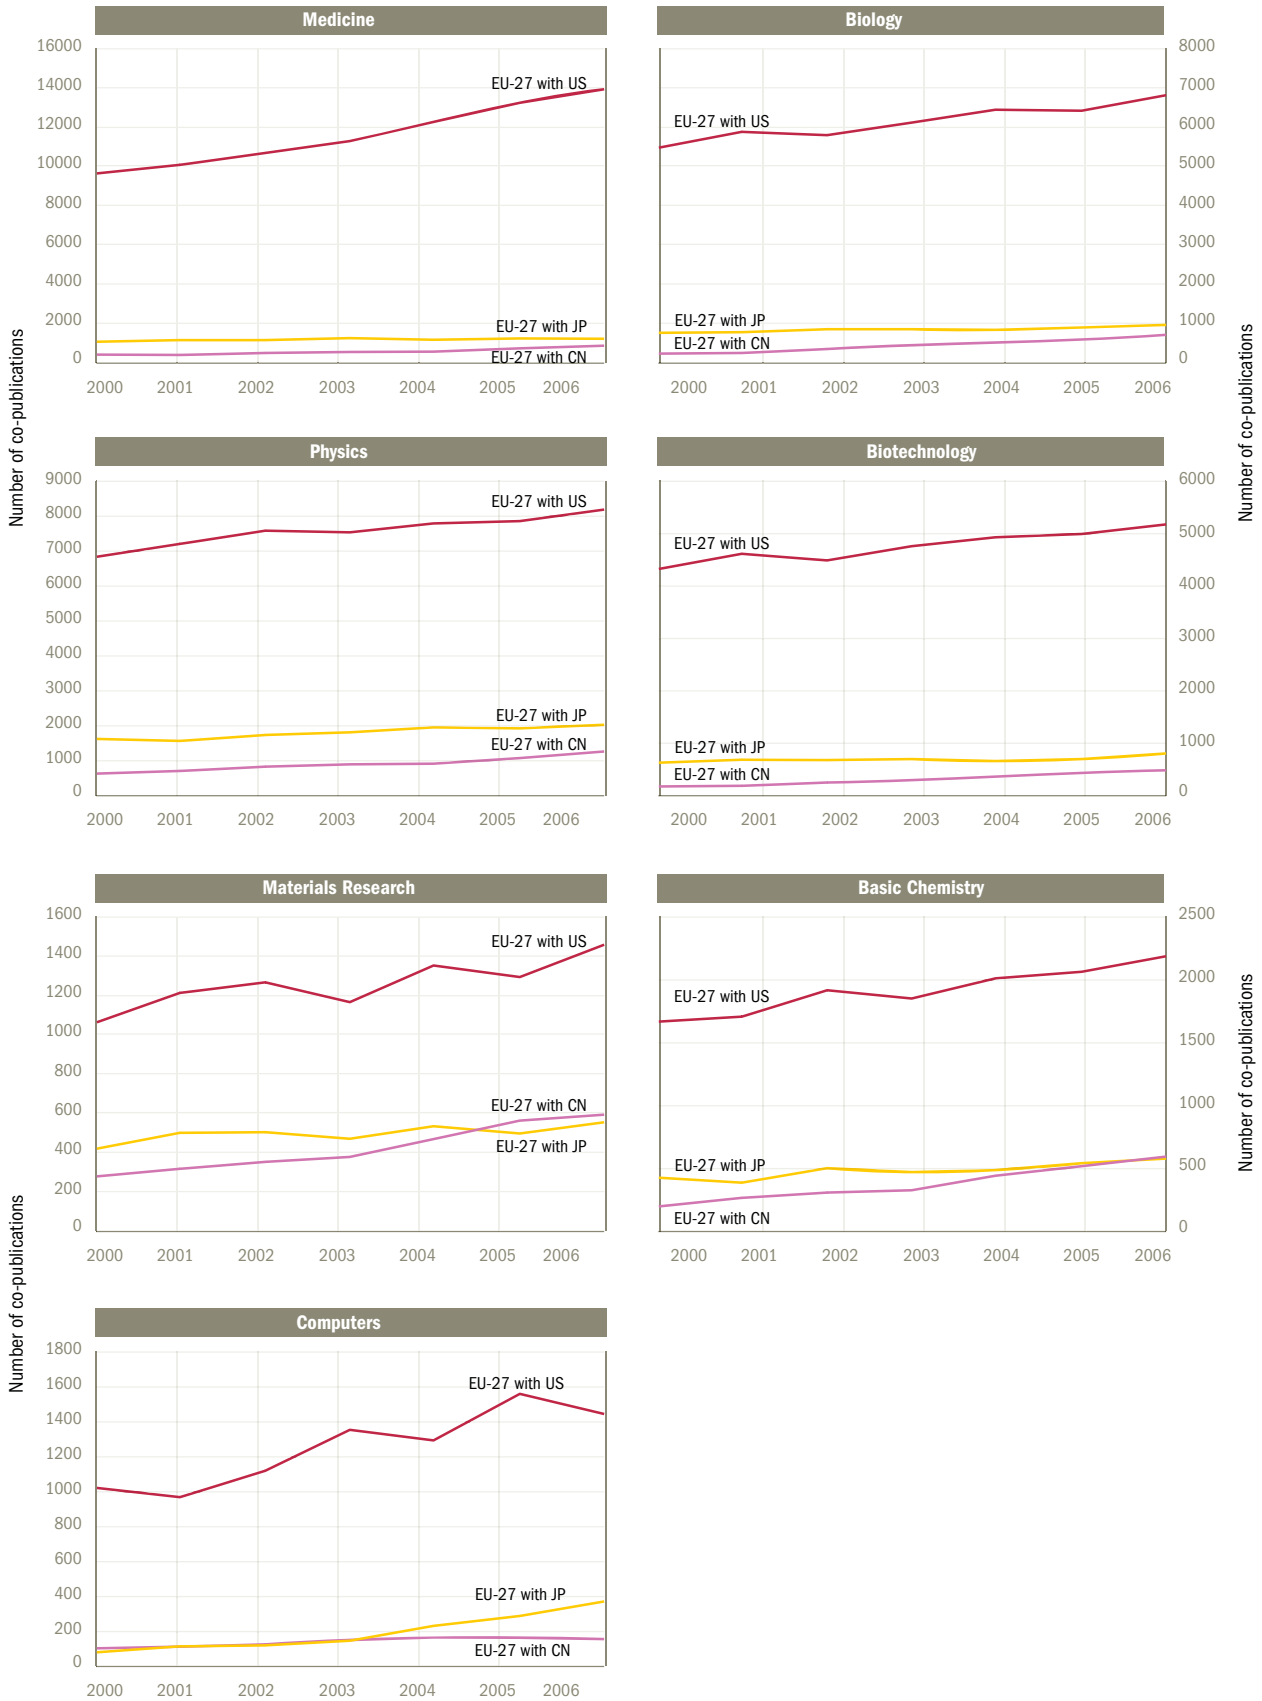 Medicine
16000
14000
12000
10000
8000
6000
4000
2000
0
EU-27 with US
EU-27 with JP
EU-27 with CN
2000 2001 2002 2003 2004 2005 2006
Biology
8000
7000
6000
5000
4000
3000
2000
1000
0
EU-27 with US
EU-27 with JP
EU-27 with CN
2000 2001 2002 2003 2004 2005 2006
Number of co-publications
Number of co-publications
Physics
9000
8000
7000
6000
5000
4000
3000
2000
1000
0
EU-27 with US
EU-27 with JP
EU-27 with CN
2000 2001 2002 2003 2004 2005 2006
Biotechnology
6000
5000
4000
3000
2000
1000
0
EU-27 with US
EU-27 with JP
EU-27 with CN
2000 2001 2002 2003 2004 2005 2006
Materials Research
1600
1400
1200
1000
800
600
400
200
0
EU-27 with US
EU-27 with CN
EU-27 with JP
2000 2001 2002 2003 2004 2005 2006
Basic Chemistry
2500
2000
1500
1000
500
0
EU-27 with US
EU-27 with JP
EU-27 with CN
2000 2001 2002 2003 2004 2005 2006
Number of co-publications
Number of co-publications
Computers
1800
1600
1400
1200
1000
800
600
400
200
0
EU-27 with US
EU-27 with JP
EU-27 with CN
2000 2001 2002 2003 2004 2005 2006